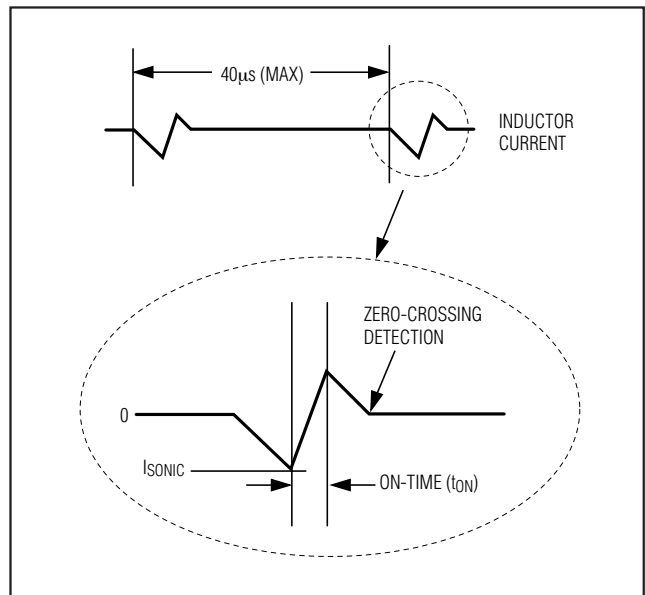 40μs (MAX)
INDUCTOR
CURRENT
ZERO-CROSSING
DETECTION
0
ISONIC
ON-TIME (tON)